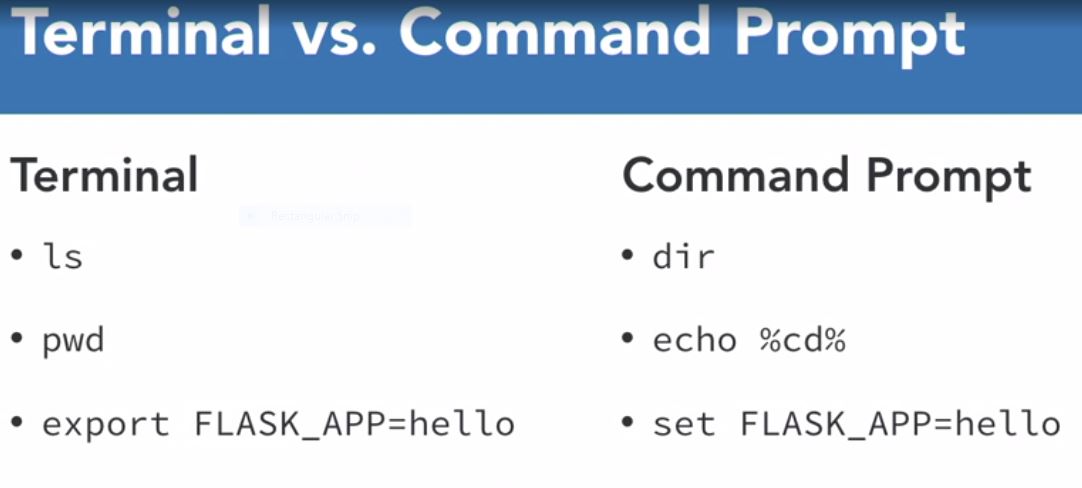 Terminal vs. Command Prompt
Terminal
Rectangular Snip
• ls
• pwd
• export FLASK_APP=hello
Command Prompt
• dir
• echo %cd%
• set FLASK_APP=hello